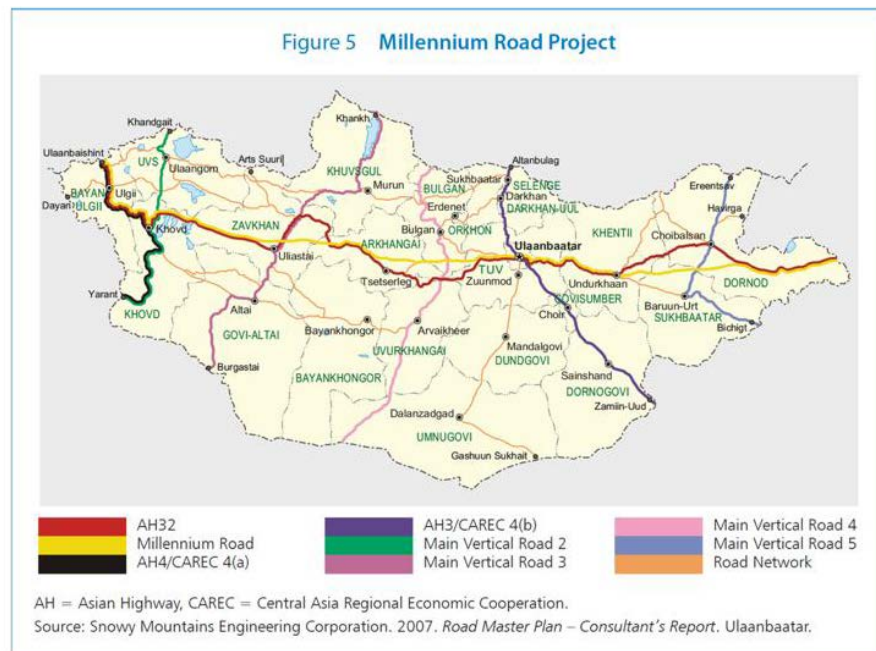 Figure 5 Millennium Road Project
Khandgait
Khankh
Ulaanbaishint
UVS
Ulaangom
Arts Suuri
KHUVSGUL
Altanbulag
Sukhbaatar
SELENGE
Ereentsav
BAYAN
ULGII
Ulgii
Dayan
Murun
BULGAN
Darkhan
DARKHAN-UUL
Erdenet
Havirga
Khovd
ZAVKHAN
Bulgan
ORKHON
KHENTII
Choibalsan
ARKHANGAI
Ulaanbaatar
Uliastai
Tsetserleg
TUV
Zuunmod
Undurkhaan
DORNOD
Yarant
KHOVD
Altai
GOVISUMBER
Baruun-Urt
SUKHBAATAR
GOVI-ALTAI
Bayankhongor
Arvaikheer
Choir
Bichigt
UVURKHANGAI
Mandalgovi
DUNDGOVI
Burgastai
BAYANKHONGOR
Sainshand
DORNOGOVI
Zamiin-Uud
Dalanzadgad
UMNUGOVI
Gashuun Sukhait
AH32
Millennium Road
AH4/CAREC 4(a)
AH3/CAREC 4(b)
Main Vertical Road 2
Main Vertical Road 3
Main Vertical Road 4
Main Vertical Road 5
Road Network
AH = Asian Highway, CAREC = Central Asia Regional Economic Cooperation.
Source: Snowy Mountains Engineering Corporation. 2007. Road Master Plan – Consultant's Report. Ulaanbaatar.